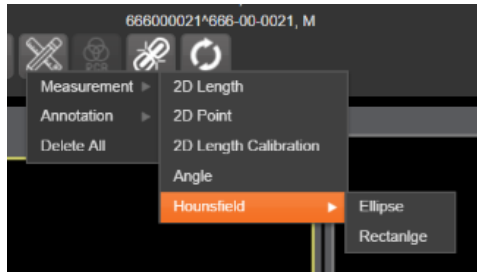 666000021^666-00-0021, M
PCR
Measurement
Annotation
Delete All
2D Length
2D Point
2D Length Calibration
Angle
Hounsfield
Ellipse
Rectanlge